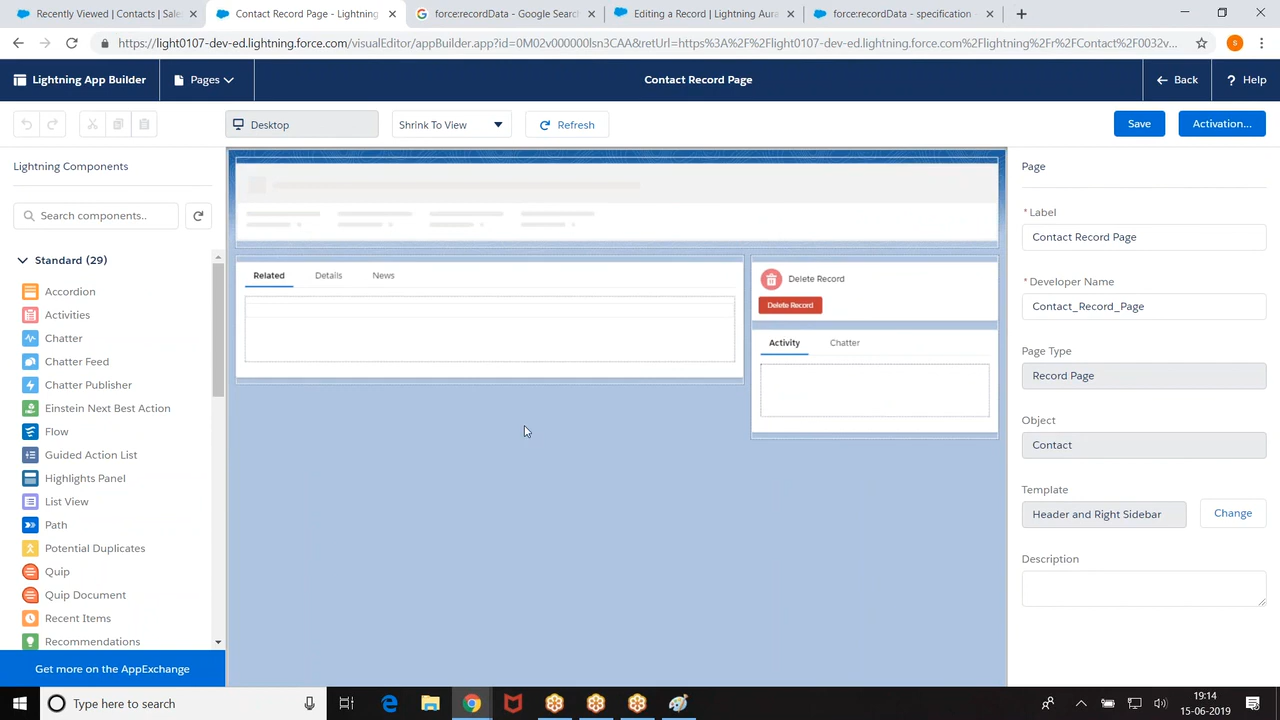 Recently Viewed | Contacts | Sales
Contact Record Page - Lightning
force:recordData - Google Search
Editing a Record | Lightning Aura
force:recordData - specification
https://light0107-dev-ed.lightning.force.com/visualEditor/appBuilder.app?id=0M02v000000lsn3CAA&retUrl=https%3A%2F%2Flight0107-dev-ed.lightning.force.com%2Flightning%2Fr%2FContact%2F0032v...
S
Lightning App Builder
Pages
Contact Record Page
Back
? Help
Desktop
Shrink To View
Refresh
Save
Activation...
Lightning Components
Search components..
Standard (29)
Accordion
Activities
Chatter
Chatter Feed
Chatter Publisher
Einstein Next Best Action
Flow
Guided Action List
Highlights Panel
List View
Path
Potential Duplicates
Quip
Quip Document
Recent Items
Recommendations
Get more on the AppExchange
Related
Details
News
Delete Record
Delete Record
Activity
Chatter
Page
* Label
Contact Record Page
* Developer Name
Contact_Record_Page
Page Type
Record Page
Object
Contact
Template
Header and Right Sidebar
Change
Description
Type here to search
19:14
15-06-2019